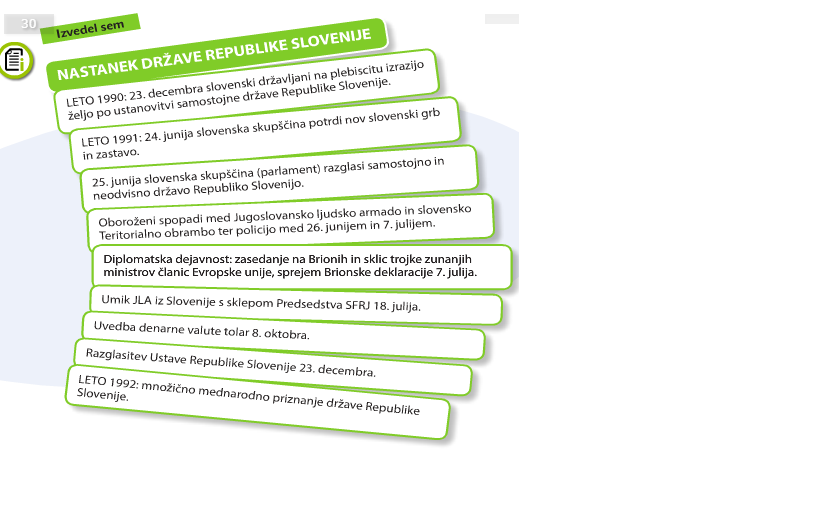 30
Izvedel sem
NASTANEK DRŽAVE REPUBLIKE SLOVENIJE
LETO 1990: 23. decembra slovenski državljani na plebiscitu izrazijo
željo po ustanovitvi samostojne države Republike Slovenije.
LETO 1991: 24. junija slovenska skupščina potrdi nov slovenski grb
in zastavo.
25. junija slovenska skupščina (parlament) razglasi samostojno in
neodvisno državo Republiko Slovenijo.
Oboroženi spopadi med Jugoslovansko ljudsko armado in slovensko
Teritorialno obrambo ter policijo med 26. junijem in 7. julijem.
Diplomatska dejavnost: zasedanje na Brionih in sklic trojke zunanjih
ministrov članic Evropske unije, sprejem Brionske deklaracije 7. julija.
Umik JLA iz Slovenije s sklepom Predsedstva SFRJ 18. julija.
Uvedba denarne valute tolar 8. oktobra.
Razglasitev Ustave Republike Slovenije 23. decembra.
LETO 1992: množično mednarodno priznanje države Republike
Slovenije.